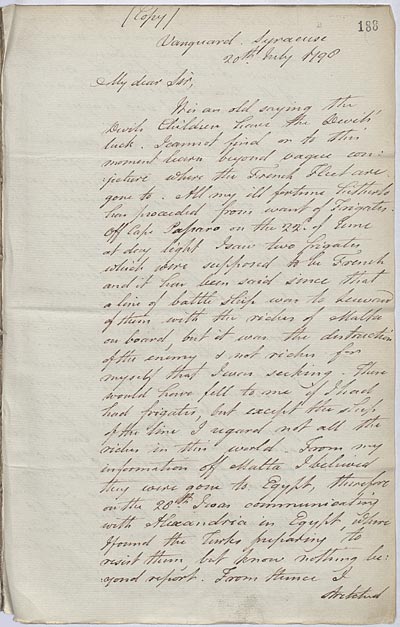 [Copy]
188
Vanguard. Syracuse
20th July 1798
My dear Sir,
It is an old saying the
Devils Children have the Devils'
luck. I cannot find or to this
moment learn beyond vague con-
jecture where the French Fleet are
gone to. All my ill fortune hitherto
has proceeded from want of Frigates.
Off Cape Passaro on the 22d of June
at day light I saw two frigates
which were supposed to be French
and it has been said since that
a line of battle ship was to leeward
of them with the riches of Malta
on board, but it was the destruction
of the enemy & not riches for
myself that I was seeking. These
would have fell to me if I had
had frigates, but except the ship
of the line I regard not all the
riches in this world. From my
information off Malta I believed
they were gone to Egypt, therefore
on the 28th I was communicating
with Alexandria in Egypt where
I found the Turks preparing to
resist them but know nothing be-
yond report. From thence I
stretched